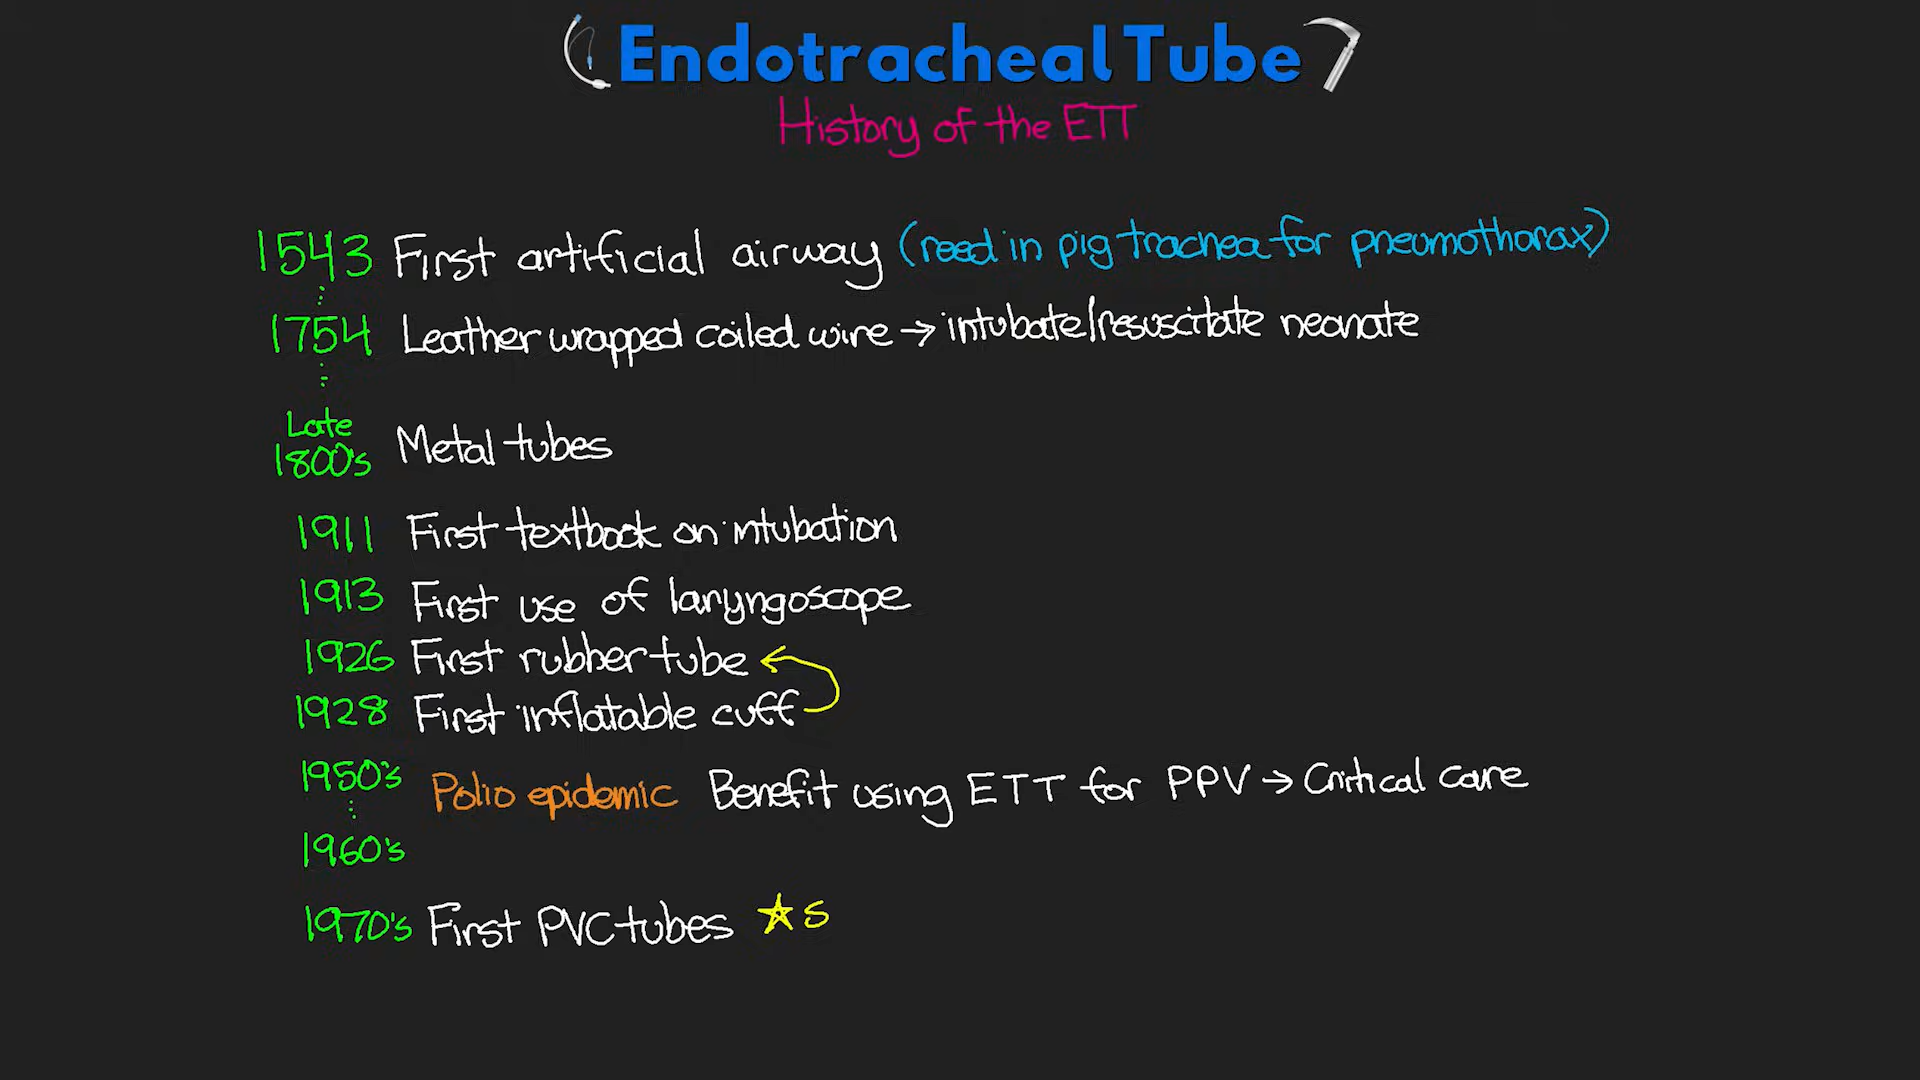 Endotracheal Tube
History of the ETT
1543 First artificial airway (reed in pig trachea for pneumothorax)
1754 Leather wrapped coiled wire → intubate/resuscitate neonate
Late 1800's Metal tubes
1911 First textbook on intubation
1913 First use of laryngoscope
1926 First rubber tube
1928 First inflatable cuff
1950's Polio epidemic Benefit using ETT for PPV → Critical care
1960's
1970's First PVC tubes ★ S